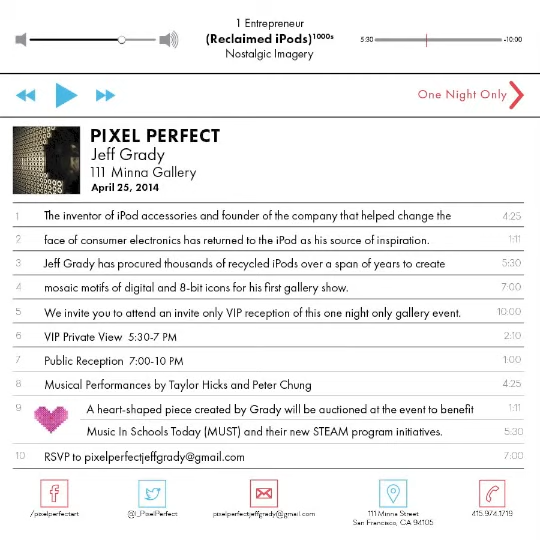 1 Entrepreneur
(Reclaimed iPods)1000s
Nostalgic Imagery
5:30
-10:00
One Night Only
PIXEL PERFECT
Jeff Grady
111 Minna Gallery
April 25, 2014
1 The inventor of iPod accessories and founder of the company that helped change the 4:25
2 face of consumer electronics has returned to the iPod as his source of inspiration. 1:11
3 Jeff Grady has procured thousands of recycled iPods over a span of years to create 5:30
4 mosaic motifs of digital and 8-bit icons for his first gallery show. 7:00
5 We invite you to attend an invite only VIP reception of this one night only gallery event. 10:00
6 VIP Private View 5:30-7 PM 2:10
7 Public Reception 7:00-10 PM 1:00
8 Musical Performances by Taylor Hicks and Peter Chung 4:25
9 A heart-shaped piece created by Grady will be auctioned at the event to benefit 1:11
Music In Schools Today (MUST) and their new STEAM program initiatives. 5:30
10 RSVP to pixelperfectjeffgrady@gmail.com 7:00
/pixelperfectart
@I_PixelPerfect
pixelperfectjeffgrady@gmail.com
111 Minna Street
San Francisco, CA 94105
415.974.1719